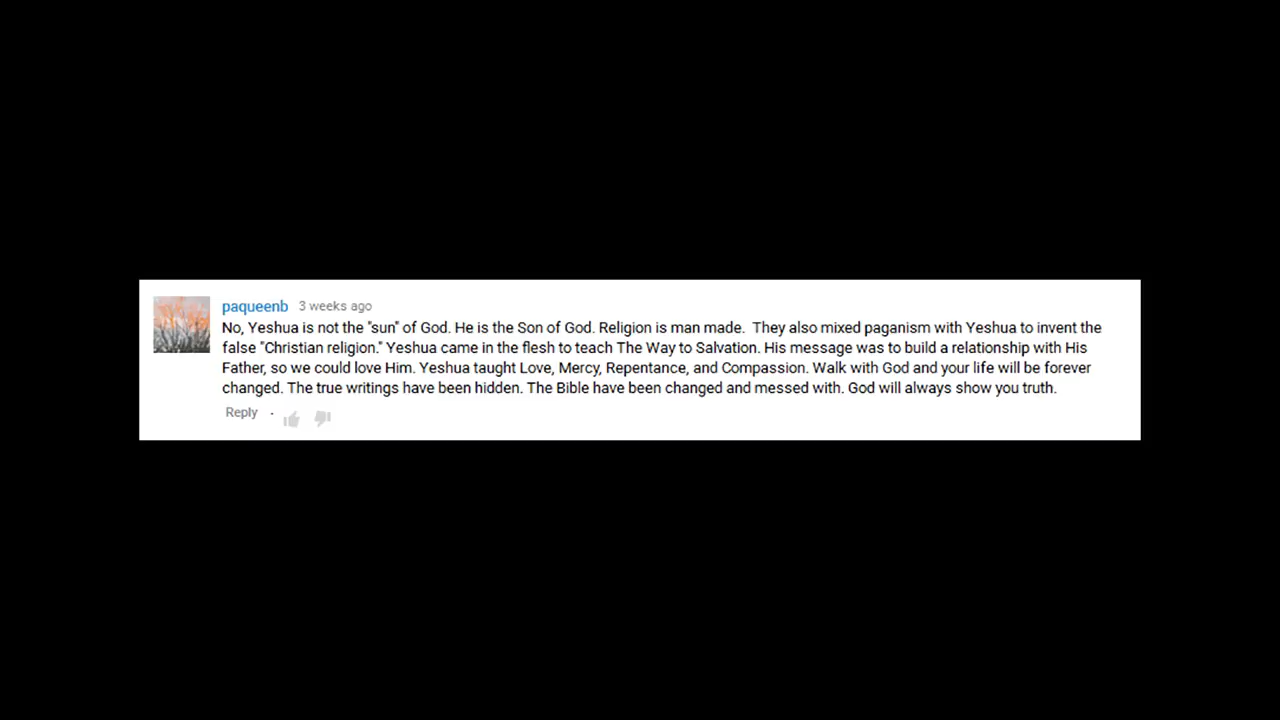 paqueenb 3 weeks ago
No, Yeshua is not the "sun" of God. He is the Son of God. Religion is man made.  They also mixed paganism with Yeshua to invent the
false "Christian religion." Yeshua came in the flesh to teach The Way to Salvation. His message was to build a relationship with His
Father, so we could love Him. Yeshua taught Love, Mercy, Repentance, and Compassion. Walk with God and your life will be forever
changed. The true writings have been hidden. The Bible have been changed and messed with. God will always show you truth.
Reply ·